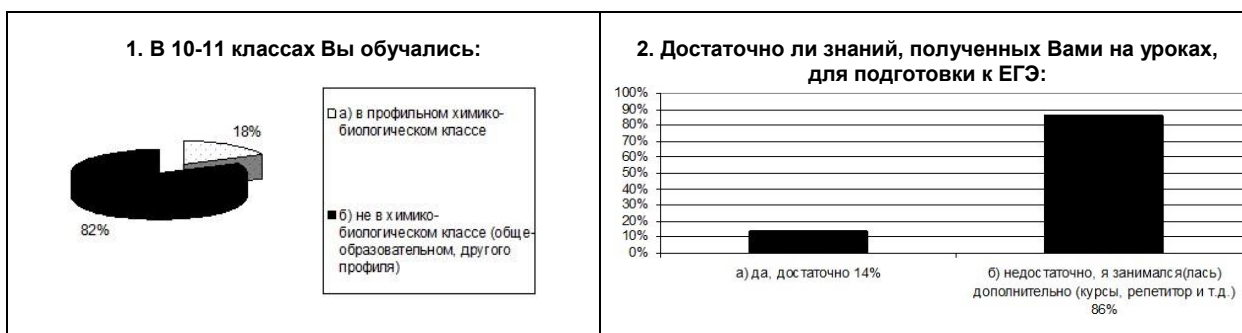 1. В 10-11 классах Вы обучались:
18%
82%
а) в профильном химико-
биологическом классе
б) не в химико-
биологическом классе (обще-
образовательном, другого
профиля)
2. Достаточно ли знаний, полученных Вами на уроках,
для подготовки к ЕГЭ:
100%
90%
80%
70%
60%
50%
40%
30%
20%
10%
0%
а) да, достаточно 14%
б) недостаточно, я занимался(лась)
дополнительно (курсы, репетитор и т.д.)
86%